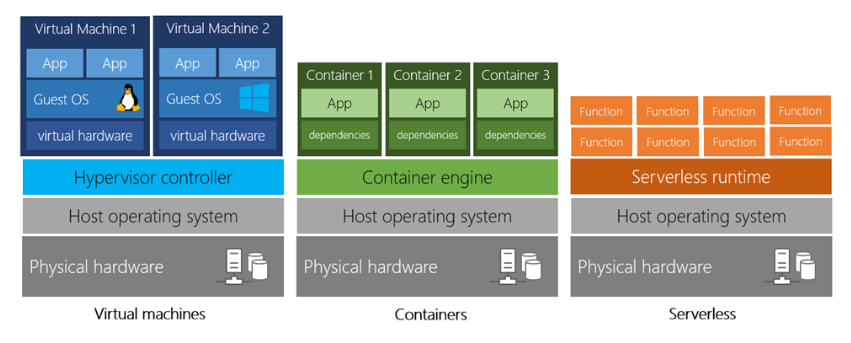 Virtual Machine 1
App
App
Guest OS
virtual hardware
Virtual Machine 2
App
App
Guest OS
virtual hardware
Hypervisor controller
Host operating system
Physical hardware
Virtual machines
Container 1
App
dependencies
Container 2
App
dependencies
Container 3
App
dependencies
Container engine
Host operating system
Physical hardware
Containers
Function
Function
Function
Function
Function
Function
Function
Function
Serverless runtime
Host operating system
Physical hardware
Serverless